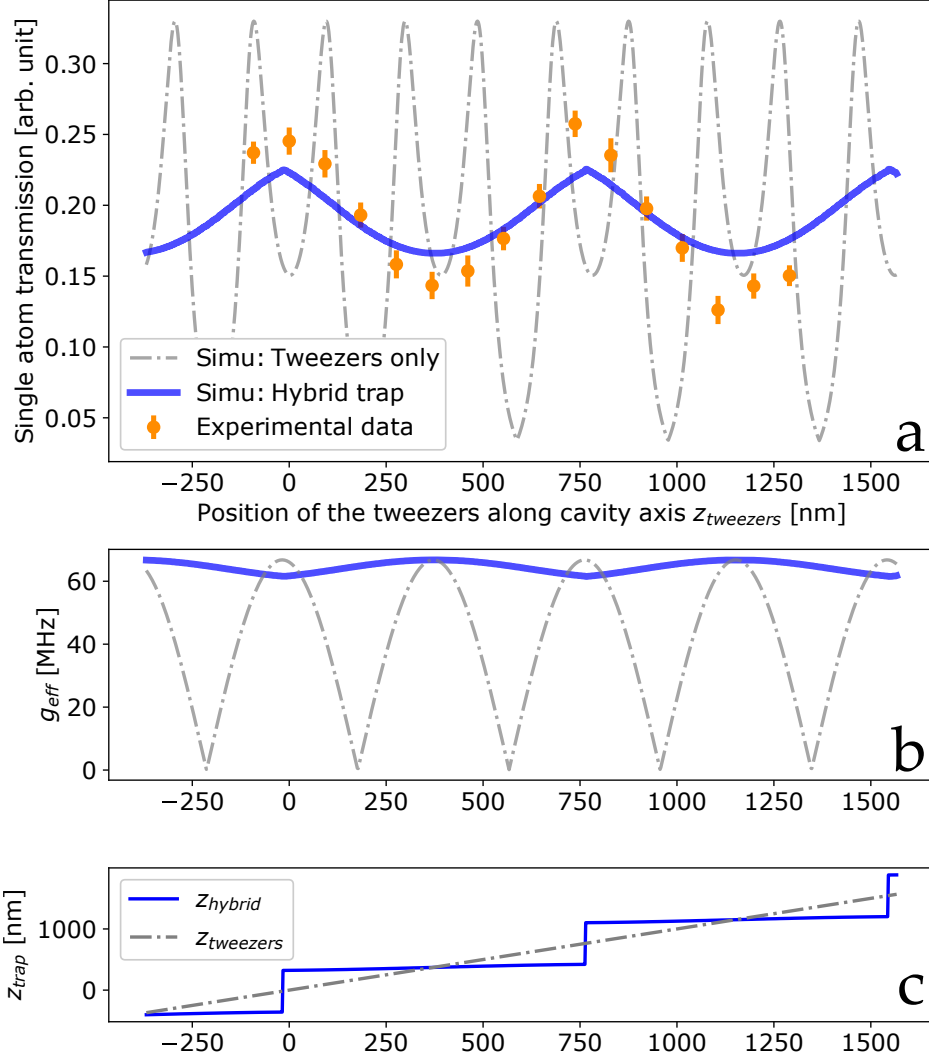 Single atom transmission [arb. unit]
0.30
0.25
0.20
0.15
0.10
0.05
Simu: Tweezers only
Simu: Hybrid trap
Experimental data
a
−250 0 250 500 750 1000 1250 1500
Position of the tweezers along cavity axis z_tweezers [nm]
g_eff [MHz]
60
40
20
0
b
−250 0 250 500 750 1000 1250 1500
z_trap [nm]
1000
0
z_hybrid
z_tweezers
c
−250 0 250 500 750 1000 1250 1500